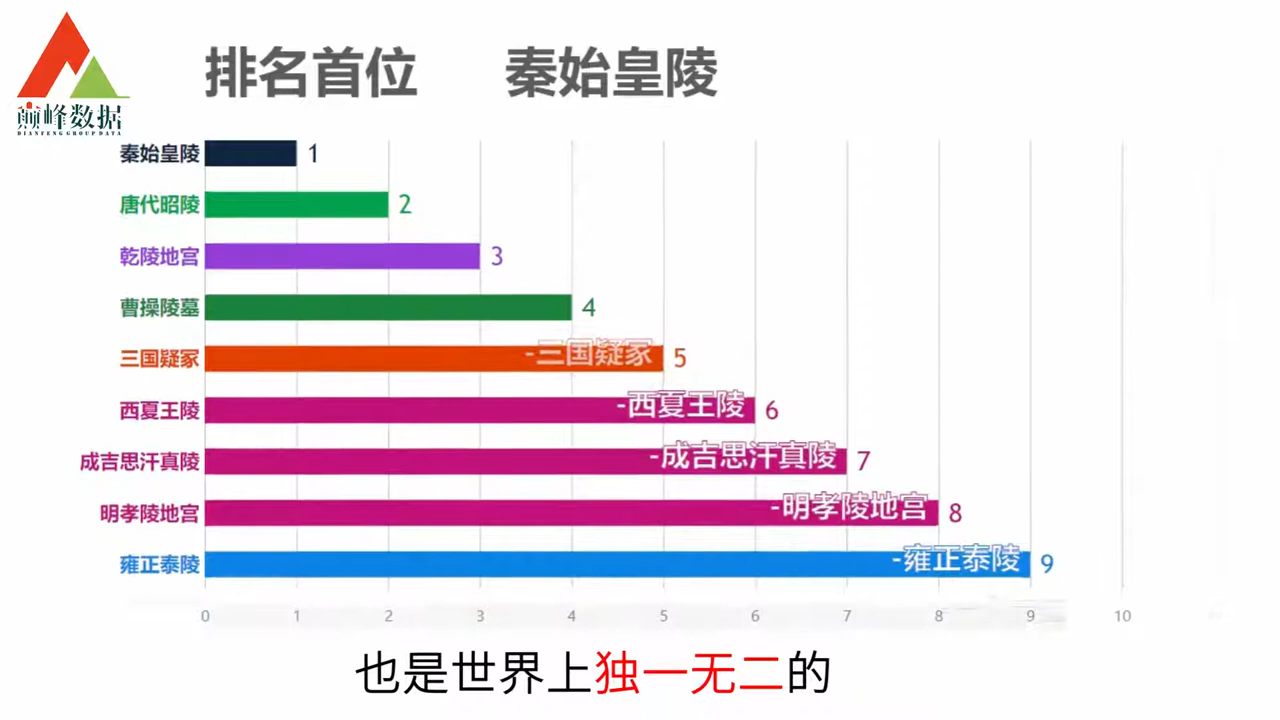 排名首位 秦始皇陵
巅峰数据
DIANFENG GROUP DATA
秦始皇陵 1
唐代昭陵 2
乾陵地宫 3
曹操陵墓 4
三国疑冢 -三国疑冢 5
西夏王陵 -西夏王陵 6
成吉思汗真陵 -成吉思汗真陵 7
明孝陵地宫 -明孝陵地宫 8
雍正泰陵 -雍正泰陵 9
0 1 2 3 4 5 6 7 8 9 10
也是世界上独一无二的